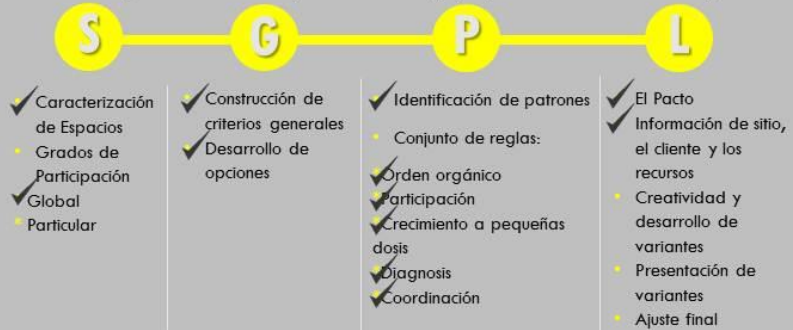 S G P L
Caracterización
de Espacios
Grados de
Participación
Global
Particular
Construcción de
criterios generales
Desarrollo de
opciones
Identificación de patrones
Conjunto de reglas:
Orden orgánico
Participación
Crecimiento a pequeñas
dosis
Diagnosis
Coordinación
El Pacto
Información de sitio,
el cliente y los
recursos
Creatividad y
desarrollo de
variantes
Presentación de
variantes
Ajuste final